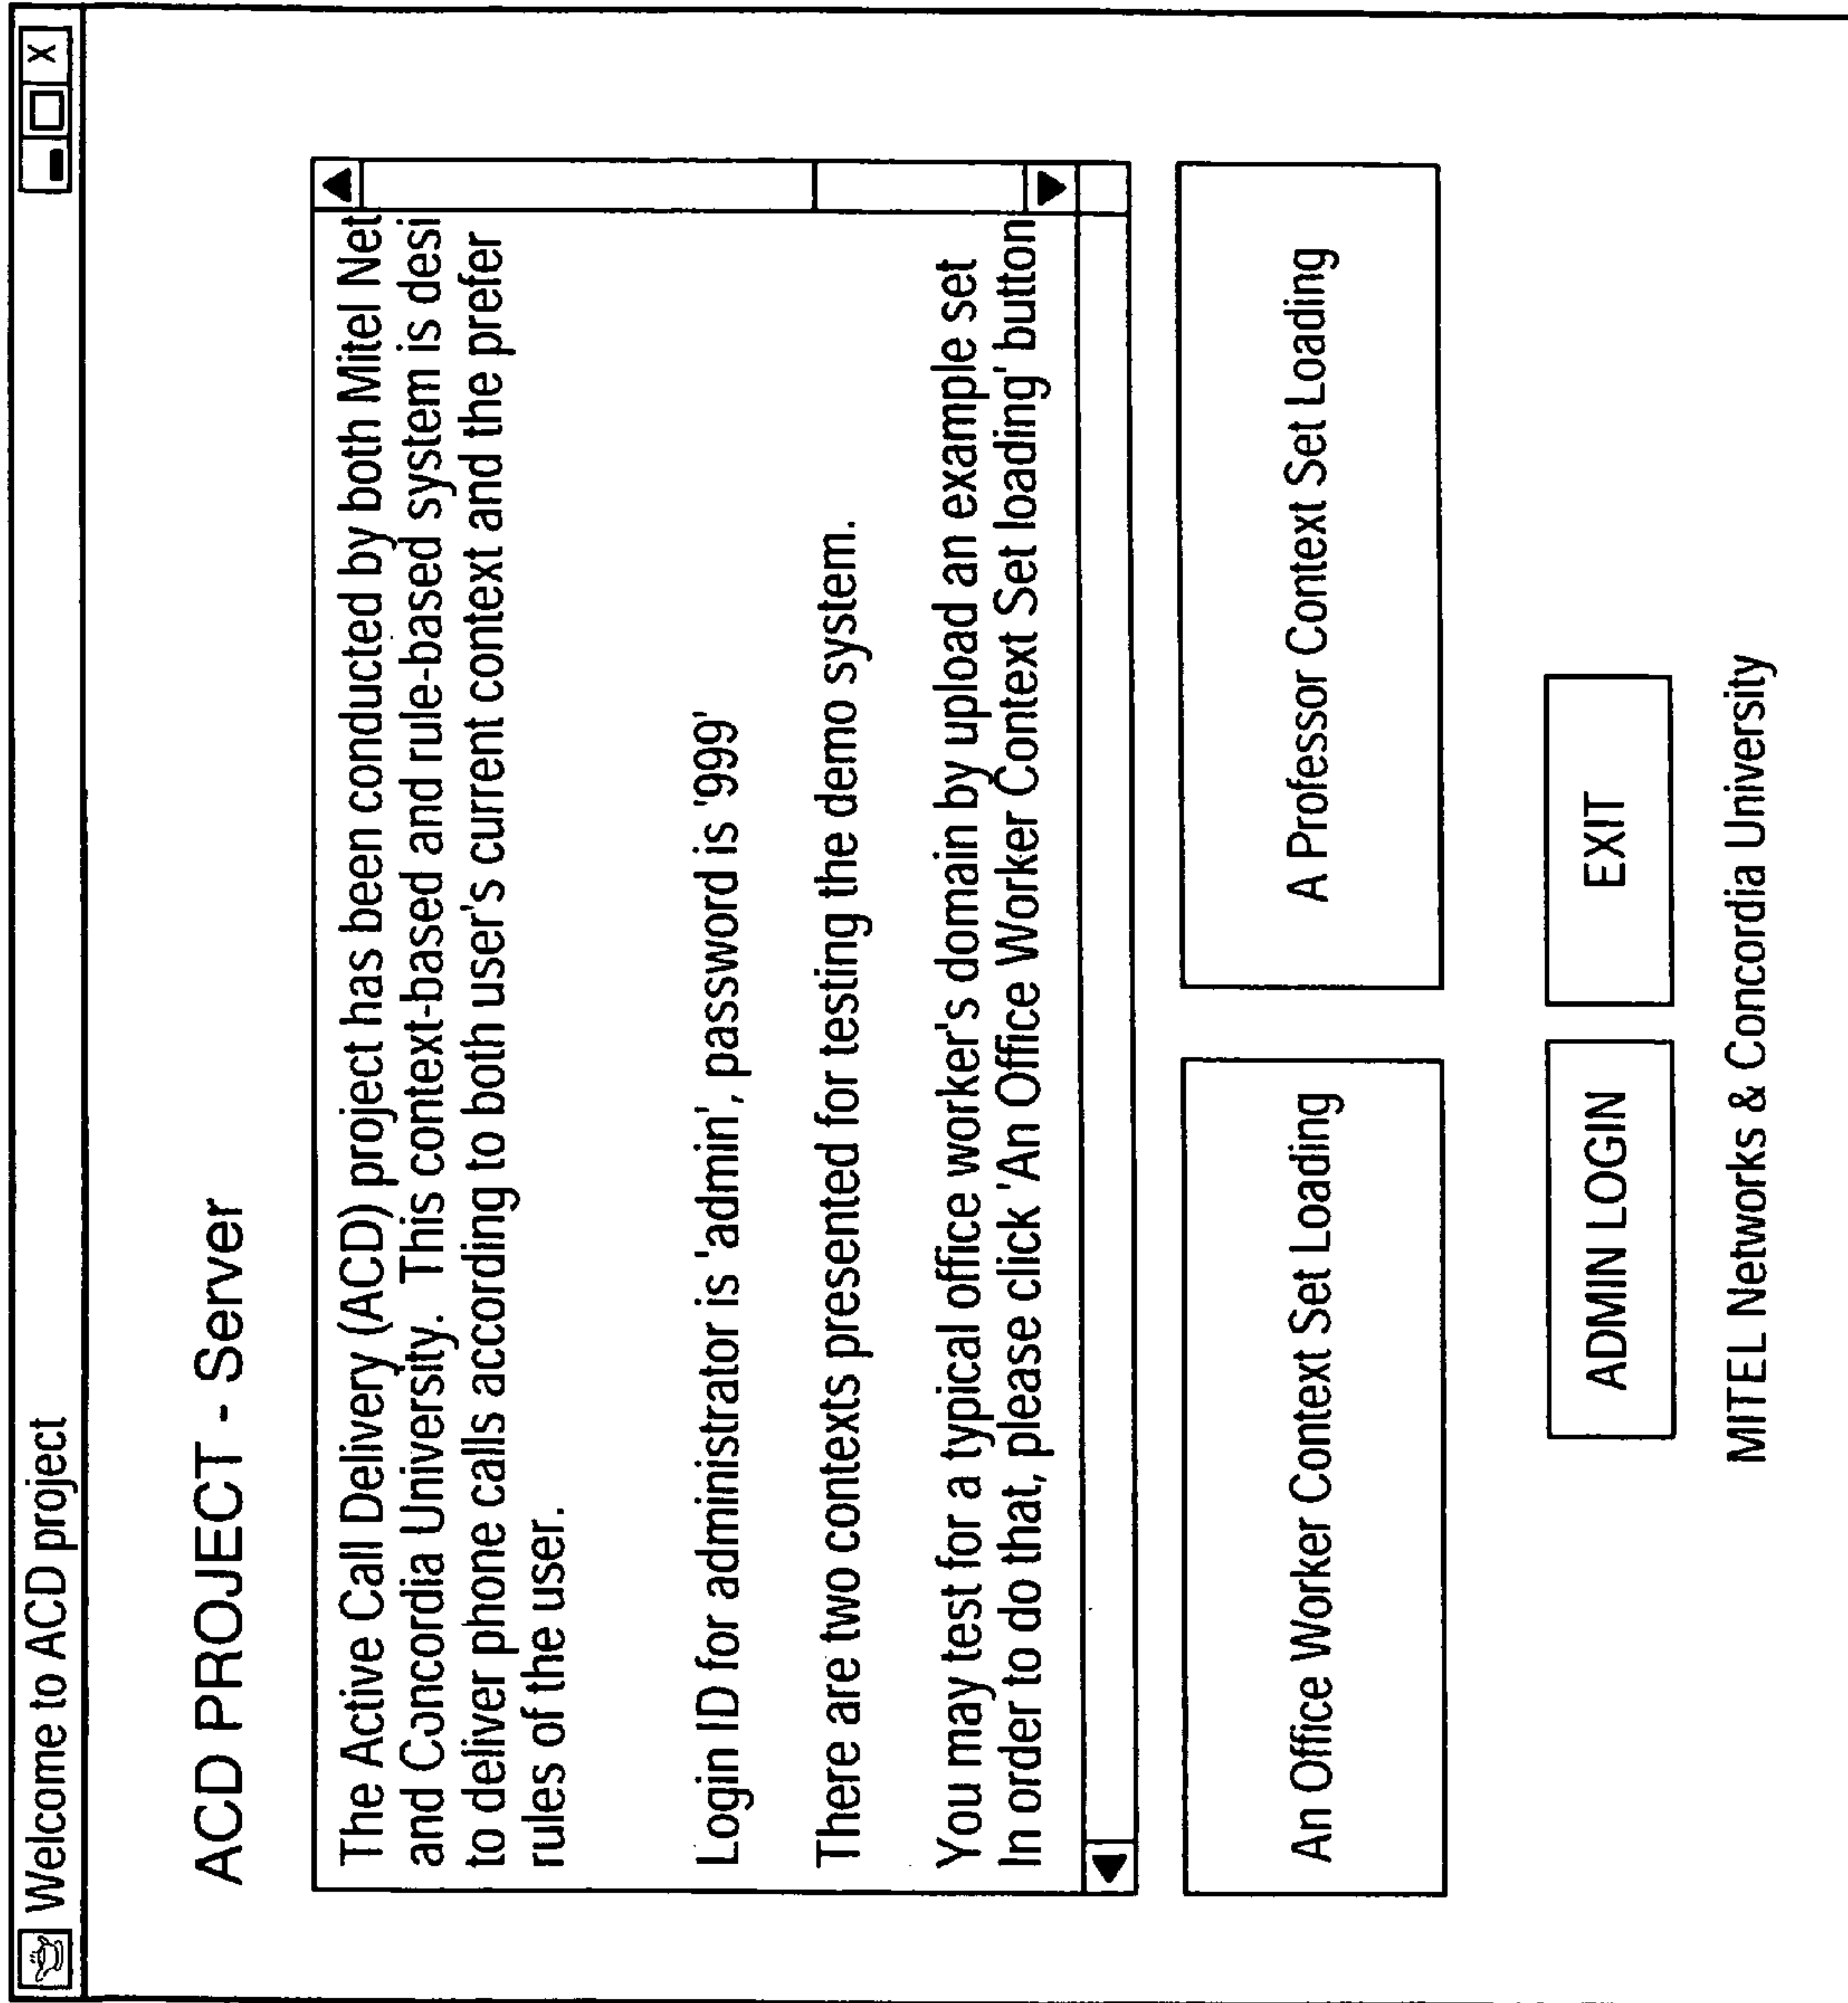 Welcome to ACD project
X
ACD PROJECT - Server
The Active Call Delivery (ACD) project has been conducted by both Mitel Net
and Concordia University. This context-based and rule-based system is desi
to deliver phone calls according to both user's current context and the prefer
rules of the user.
Login ID for administrator is 'admin', password is '999'
There are two contexts presented for testing the demo system.
You may test for a typical office worker's domain by upload an example set
In order to do that, please click 'An Office Worker Context Set loading' button
An Office Worker Context Set Loading
A Professor Context Set Loading
ADMIN LOGIN
EXIT
MITEL Networks & Concordia University